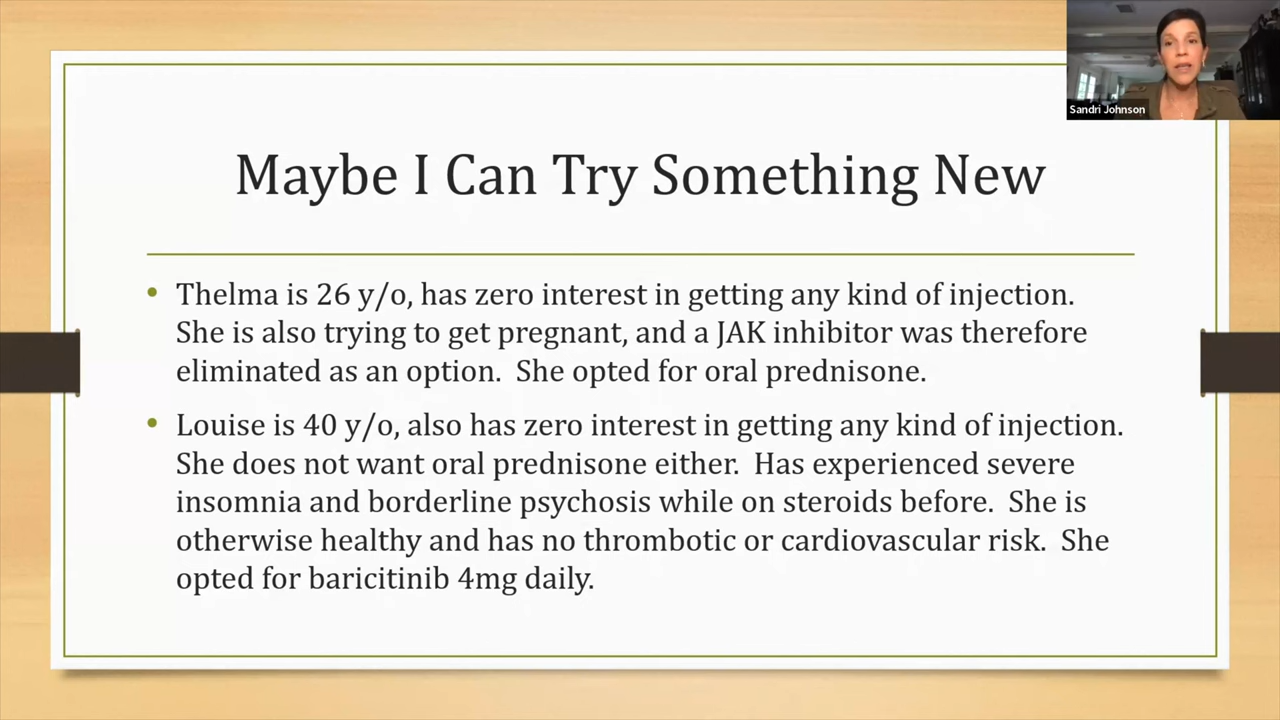 Sandri Johnson
Maybe I Can Try Something New
• Thelma is 26 y/o, has zero interest in getting any kind of injection.
She is also trying to get pregnant, and a JAK inhibitor was therefore
eliminated as an option.  She opted for oral prednisone.
• Louise is 40 y/o, also has zero interest in getting any kind of injection.
She does not want oral prednisone either.  Has experienced severe
insomnia and borderline psychosis while on steroids before.  She is
otherwise healthy and has no thrombotic or cardiovascular risk.  She
opted for baricitinib 4mg daily.